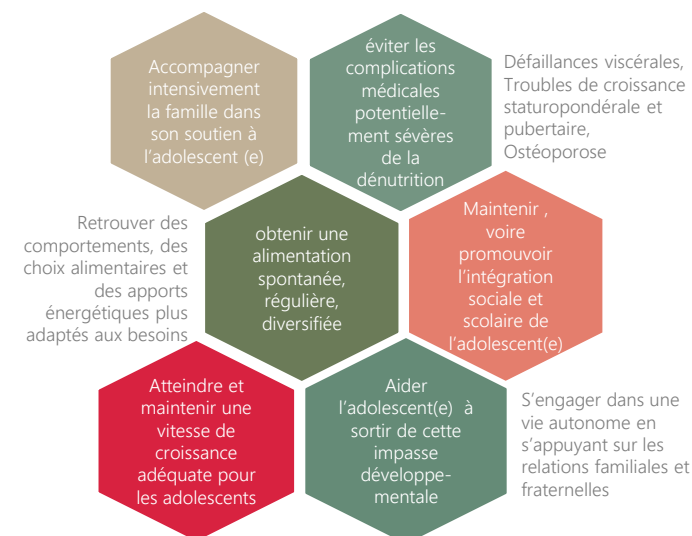 Accompagner
intensivement
la famille dans
son soutien à
l'adolescent (e)
éviter les
complications
médicales
potentielle-
ment sévères
de la
dénutrition
Défaillances viscérales,
Troubles de croissance
staturopondérale et
pubertaire,
Ostéoporose
Retrouver des
comportements, des
choix alimentaires et
des apports
énergétiques plus
adaptés aux besoins
obtenir une
alimentation
spontanée,
régulière,
diversifiée
Maintenir ,
voire
promouvoir
l'intégration
sociale et
scolaire de
l'adolescent(e)
Atteindre et
maintenir une
vitesse de
croissance
adéquate pour
les adolescents
Aider
l'adolescent(e) à
sortir de cette
impasse
développe-
mentale
S'engager dans une
vie autonome en
s'appuyant sur les
relations familiales et
fraternelles